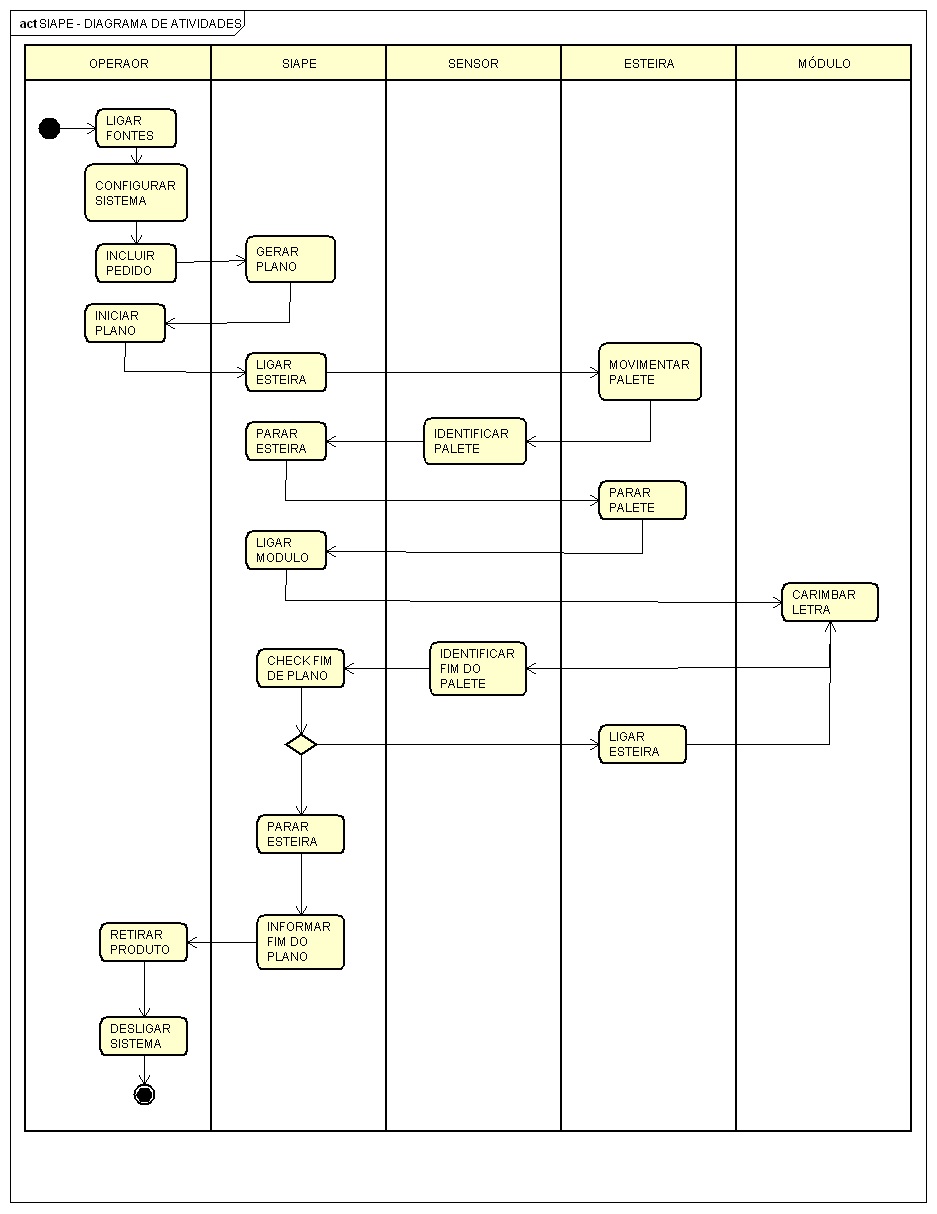 act SIAPE - DIAGRAMA DE ATIVIDADES
OPERAOR
SIAPE
SENSOR
ESTEIRA
MÓDULO
LIGAR
FONTES
CONFIGURAR
SISTEMA
INCLUIR
PEDIDO
GERAR
PLANO
INICIAR
PLANO
LIGAR
ESTEIRA
MOVIMENTAR
PALETE
IDENTIFICAR
PALETE
PARAR
ESTEIRA
PARAR
PALETE
LIGAR
MODULO
CARIMBAR
LETRA
IDENTIFICAR
FIM DO
PALETE
CHECK FIM
DE PLANO
LIGAR
ESTEIRA
PARAR
ESTEIRA
INFORMAR
FIM DO
PLANO
RETIRAR
PRODUTO
DESLIGAR
SISTEMA